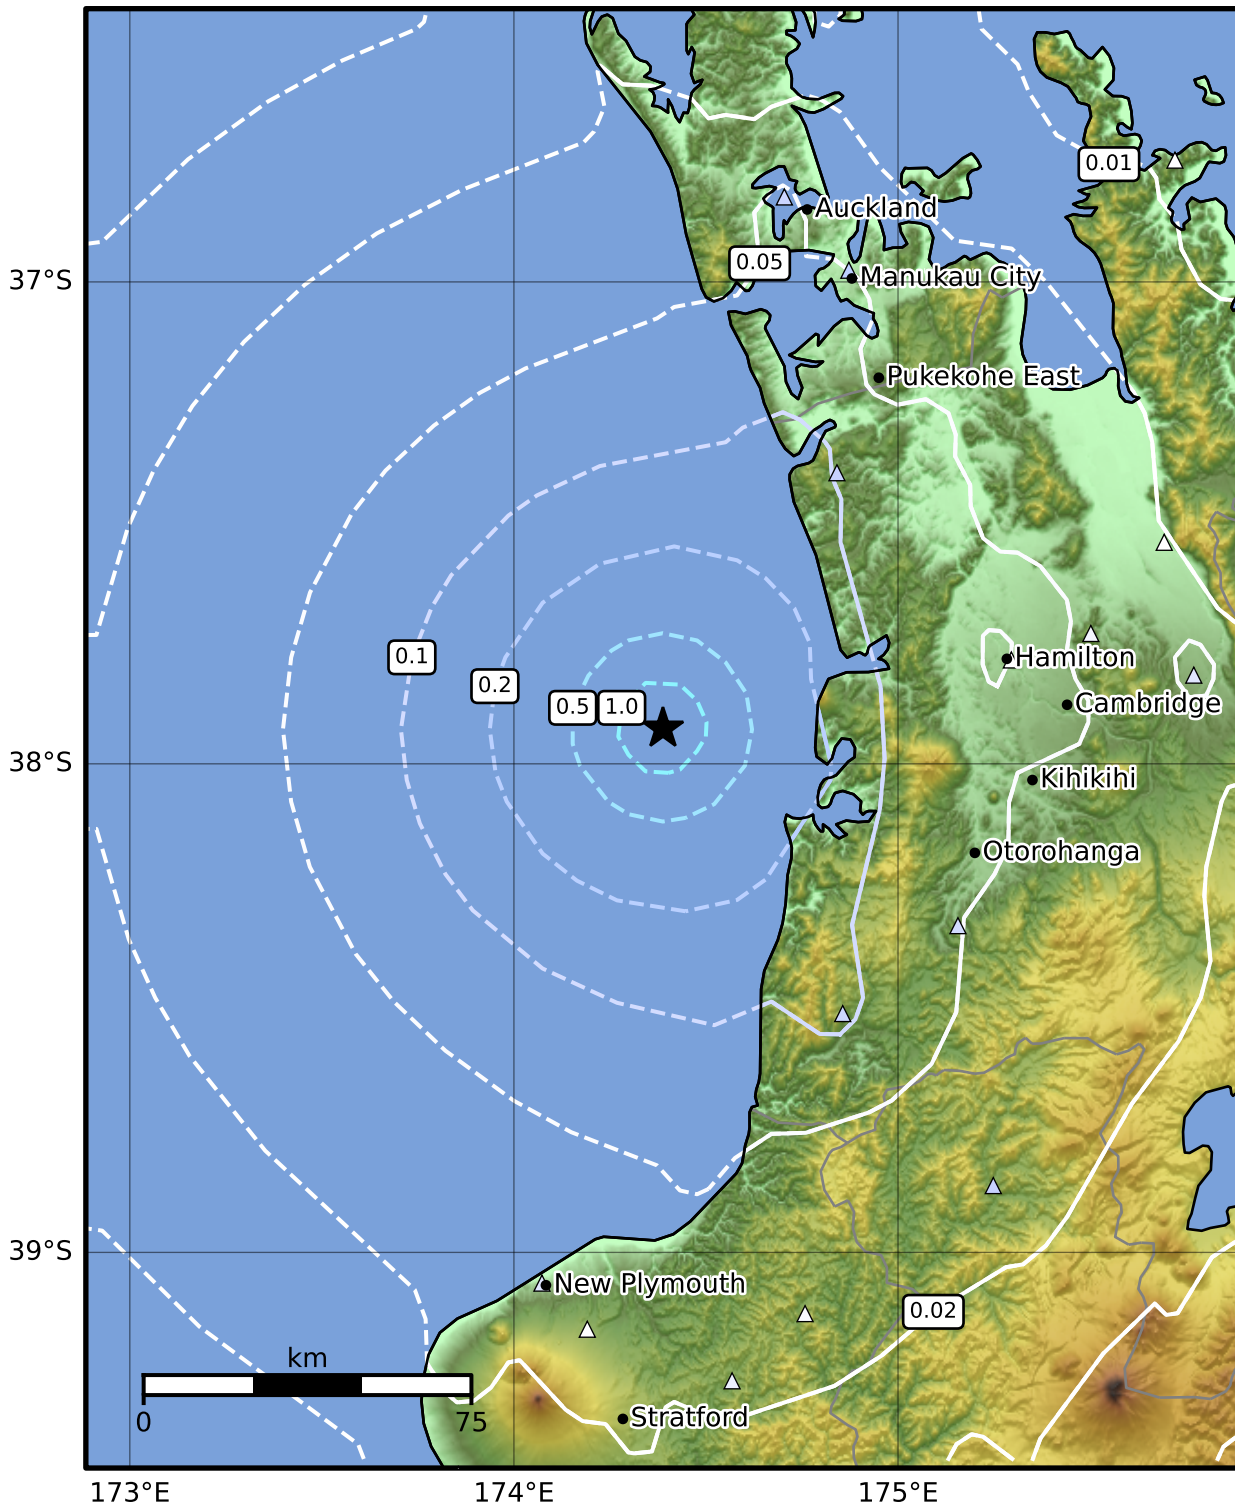 0.01
Auckland
0.05
Manukau City
37°S
Pukekohe East
0.1
Hamilton
0.2
Cambridge
0.5
1.0
38°S
Kihikihi
Otorohanga
39°S
New Plymouth
0.02
km
0
75
Stratford
173°E
174°E
175°E